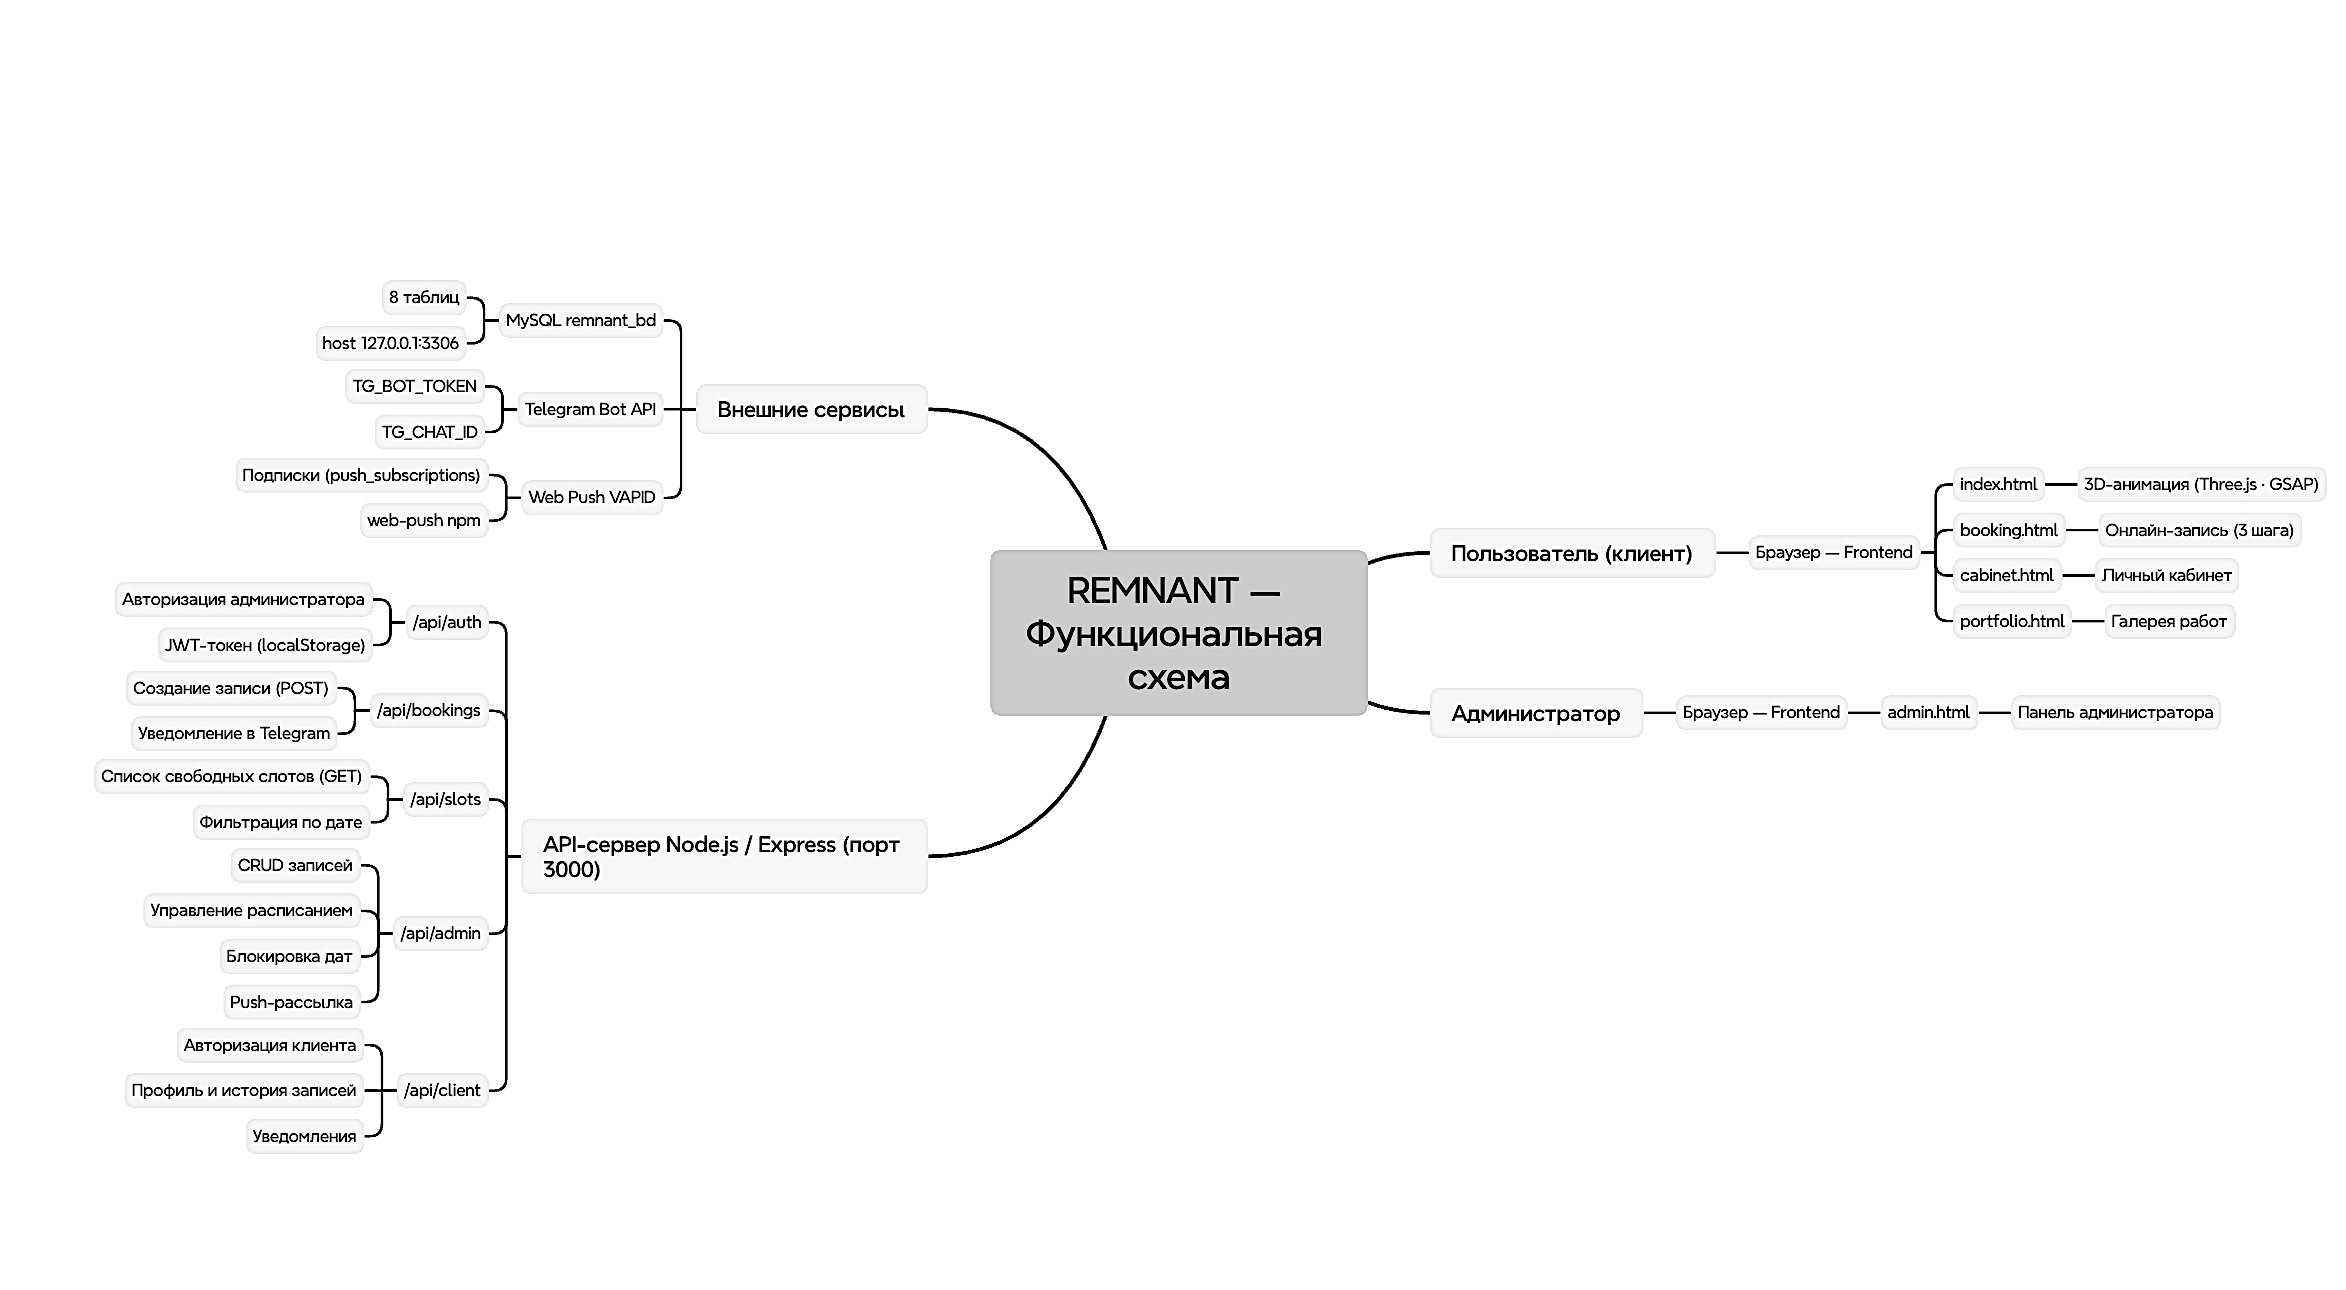 REMNANT —
Функциональная
схема
Пользователь (клиент)
Браузер — Frontend
index.html
3D-анимация (Three.js · GSAP)
booking.html
Онлайн-запись (3 шага)
cabinet.html
Личный кабинет
portfolio.html
Галерея работ
Администратор
Браузер — Frontend
admin.html
Панель администратора
Внешние сервисы
MySQL remnant_bd
8 таблиц
host 127.0.0.1:3306
Telegram Bot API
TG_BOT_TOKEN
TG_CHAT_ID
Web Push VAPID
Подписки (push_subscriptions)
web-push npm
API-сервер Node.js / Express (порт
3000)
/api/auth
Авторизация администратора
JWT-токен (localStorage)
/api/bookings
Создание записи (POST)
Уведомление в Telegram
/api/slots
Список свободных слотов (GET)
Фильтрация по дате
/api/admin
CRUD записей
Управление расписанием
Блокировка дат
Push-рассылка
/api/client
Авторизация клиента
Профиль и история записей
Уведомления